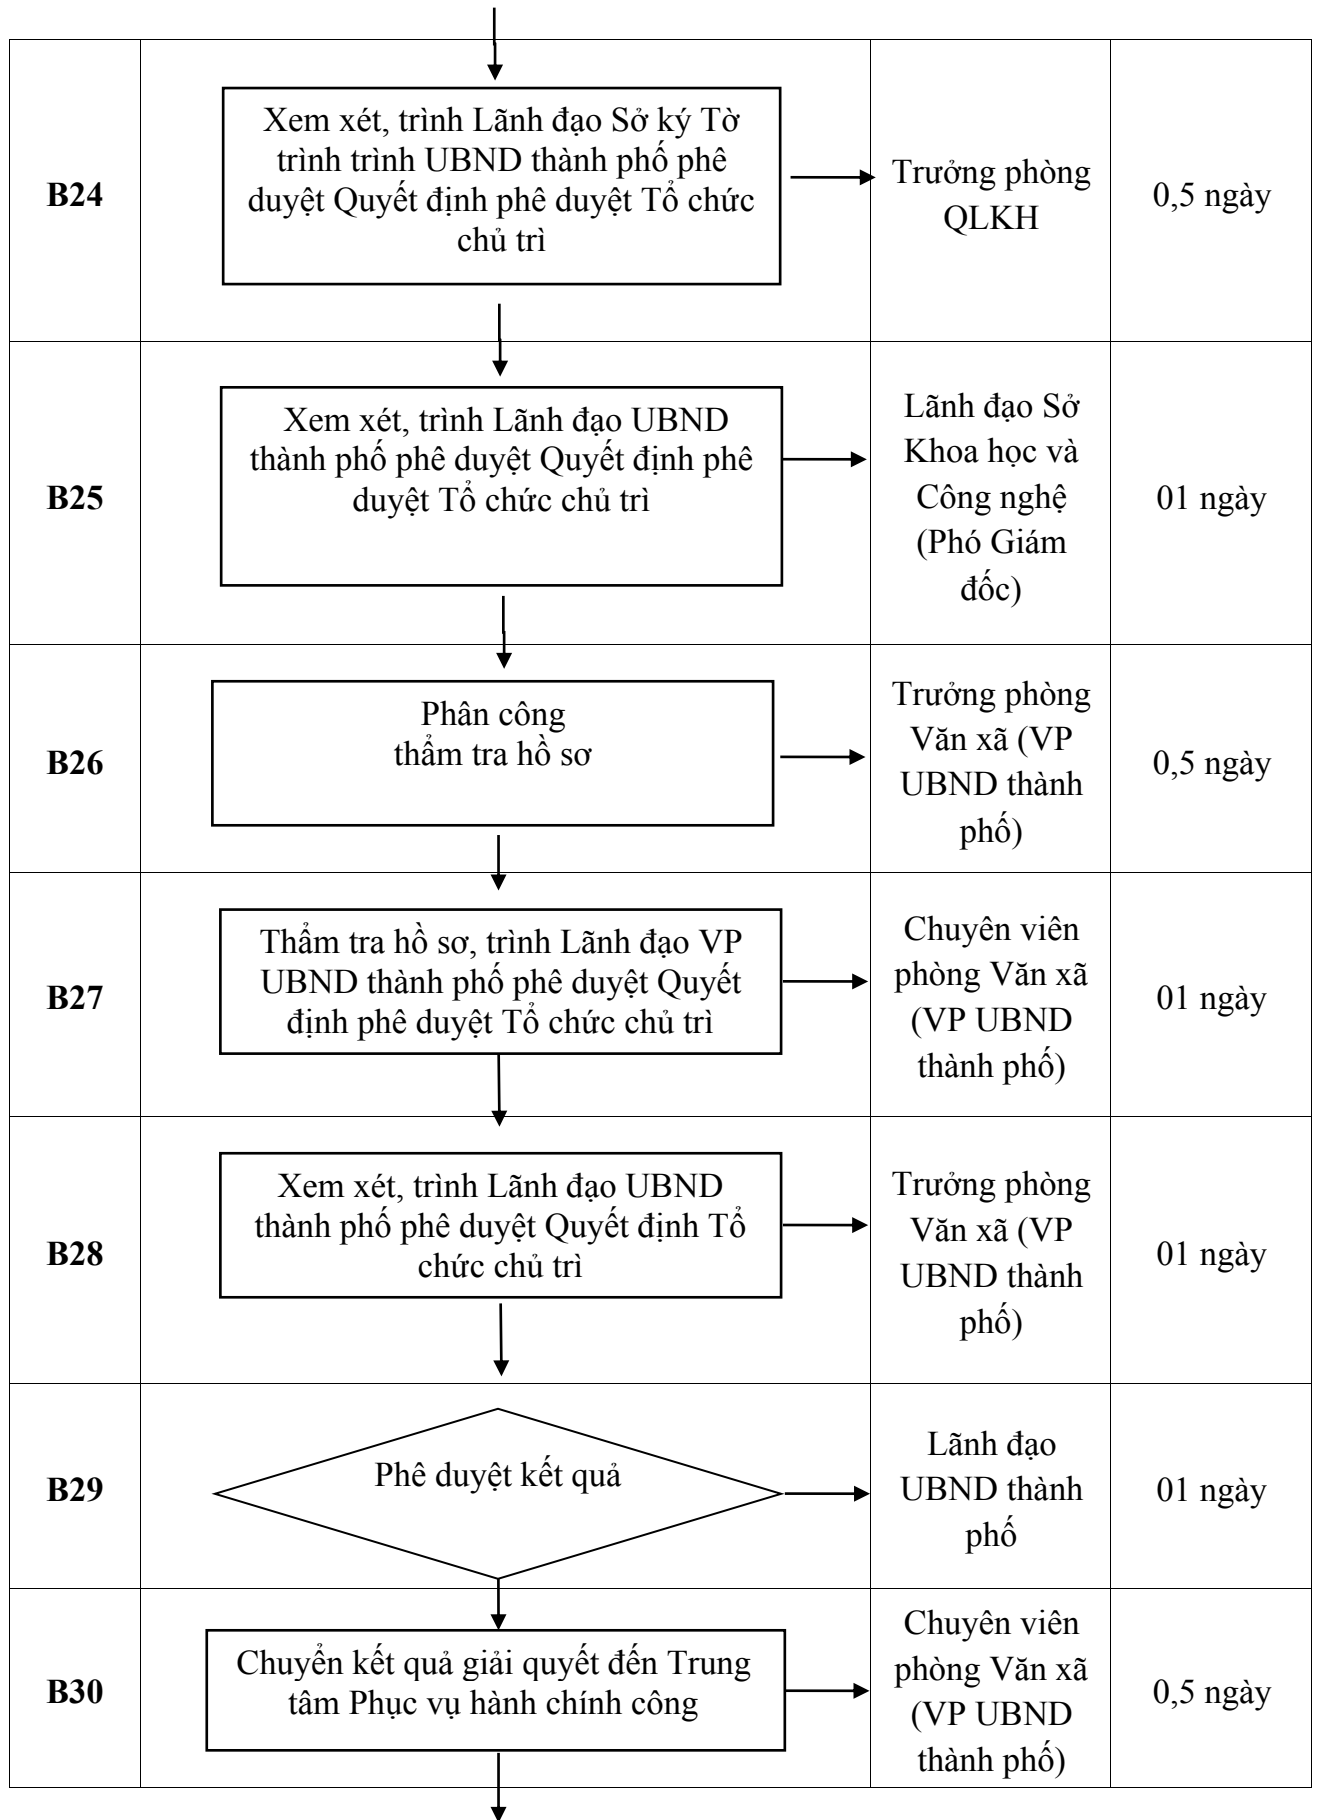 B24
Xem xét, trình Lãnh đạo Sở ký Tờ
trình trình UBND thành phố phê
duyệt Quyết định phê duyệt Tổ chức
chủ trì
Trưởng phòng
QLKH
0,5 ngày
B25
Xem xét, trình Lãnh đạo UBND
thành phố phê duyệt Quyết định phê
duyệt Tổ chức chủ trì
Lãnh đạo Sở
Khoa học và
Công nghệ
(Phó Giám
đốc)
01 ngày
B26
Phân công
thẩm tra hồ sơ
Trưởng phòng
Văn xã (VP
UBND thành
phố)
0,5 ngày
B27
Thẩm tra hồ sơ, trình Lãnh đạo VP
UBND thành phố phê duyệt Quyết
định phê duyệt Tổ chức chủ trì
Chuyên viên
phòng Văn xã
(VP UBND
thành phố)
01 ngày
B28
Xem xét, trình Lãnh đạo UBND
thành phố phê duyệt Quyết định Tổ
chức chủ trì
Trưởng phòng
Văn xã (VP
UBND thành
phố)
01 ngày
B29
Phê duyệt kết quả
Lãnh đạo
UBND thành
phố
01 ngày
B30
Chuyển kết quả giải quyết đến Trung
tâm Phục vụ hành chính công
Chuyên viên
phòng Văn xã
(VP UBND
thành phố)
0,5 ngày